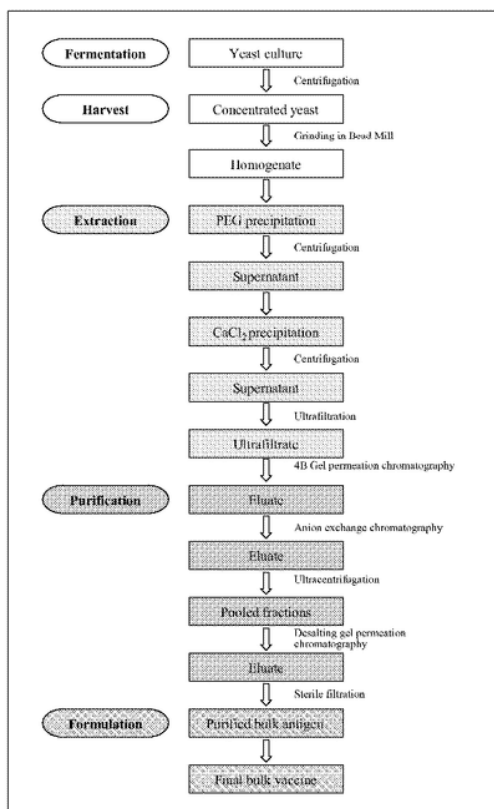 Fermentation
Yeast culture
Centrifugation
Harvest
Concentrated yeast
Grinding in Bead Mill
Homogenate
Extraction
PEG precipitation
Centrifugation
Supernatant
CaCl₂ precipitation
Centrifugation
Supernatant
Ultrafiltration
Ultrafiltrate
4B Gel permeation chromatography
Purification
Eluate
Anion exchange chromatography
Eluate
Ultracentrifugation
Pooled fractions
Desalting gel permeation
chromatography
Eluate
Sterile filtration
Formulation
Purified bulk antigen
Final bulk vaccine